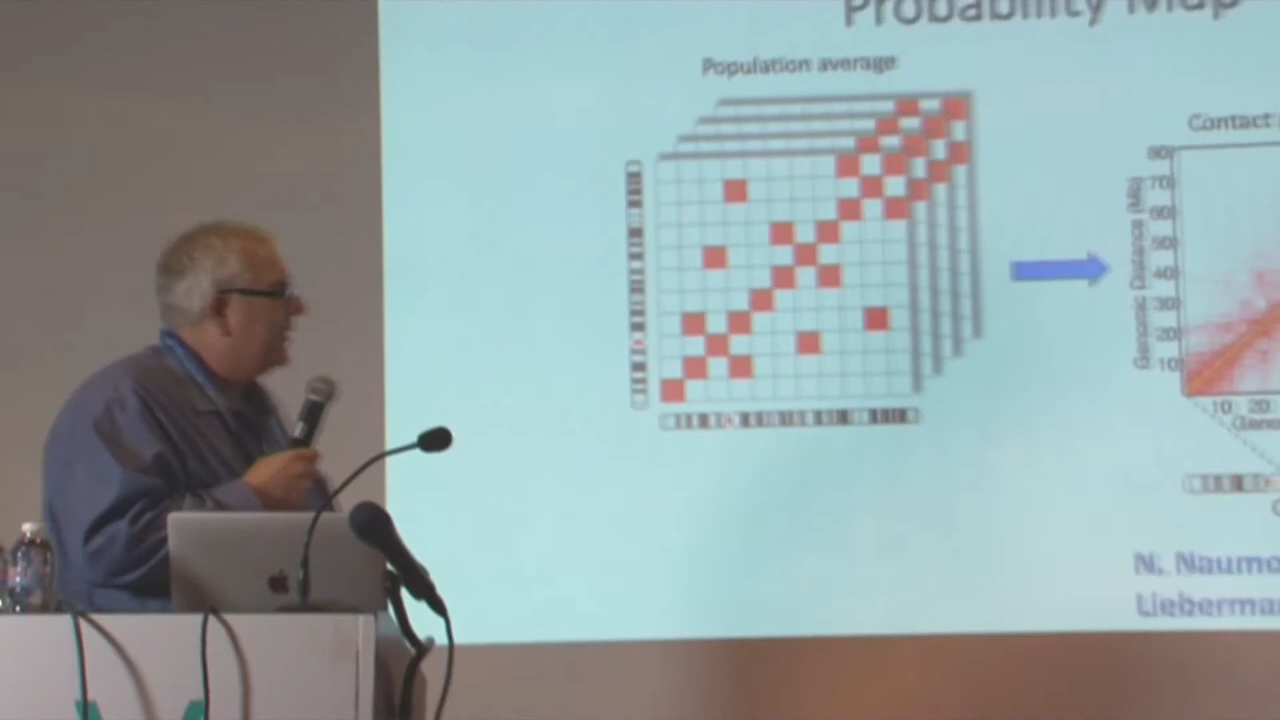 Probability Map
Population average:
Contact
80
70
60
50
40
30
20
10
Genomic Distance (Mb)
10 20
N. Naumo
Lieberma